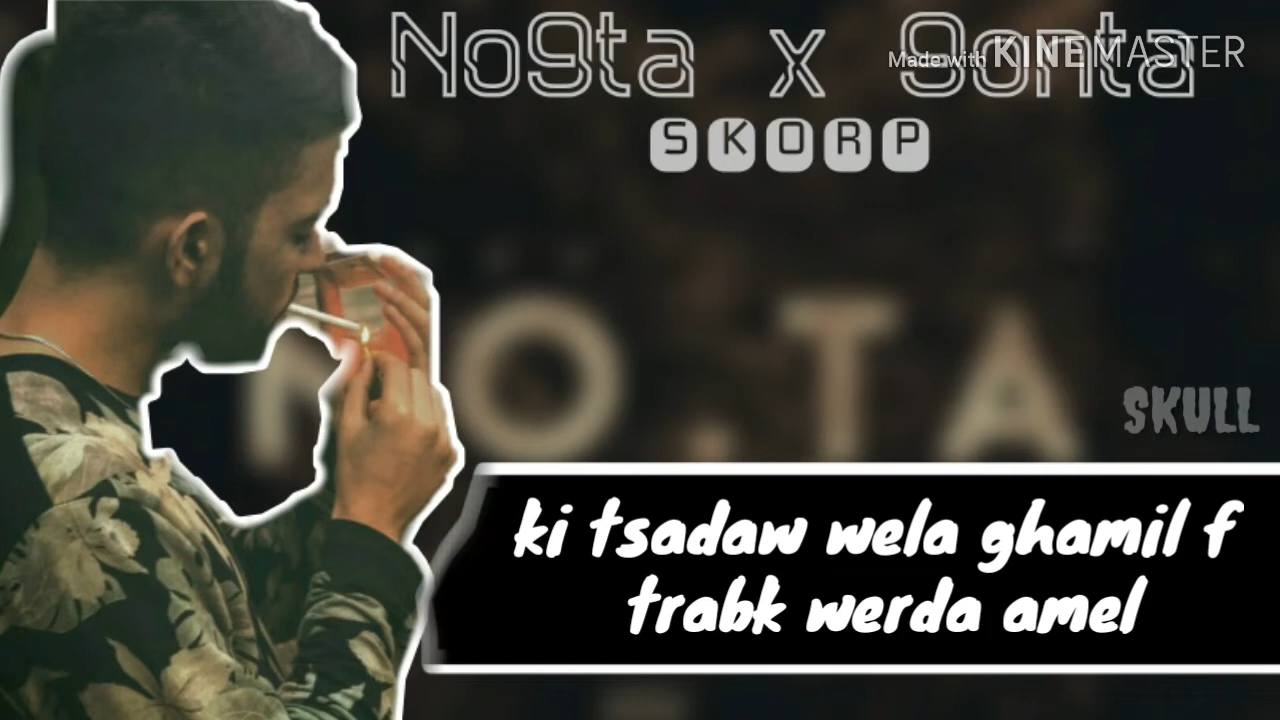 No9ta x 9onta
Made with KINEMASTER
SKORP
NO.TA
SKULL
ki tsadaw wela ghamil f
trabk werda amel